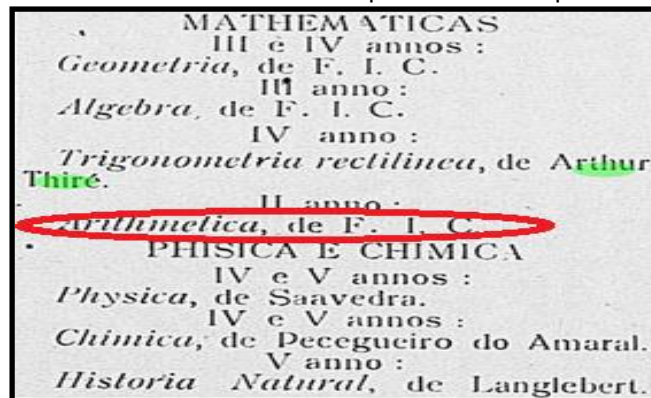 MATHEMATICAS
III e IV annos :
Geometria, de F. I. C.
III anno :
Algebra, de F. I. C.
IV anno :
Trigonometria rectilinea, de Arthur
Thiré.
II anno :
Arithmetica, de F. I. C.
PHISICA E CHIMICA
IV e V annos :
Physica, de Saavedra.
IV e V annos :
Chimica, de Pecegueiro do Amaral.
V anno :
Historia Natural, de Langlebert.